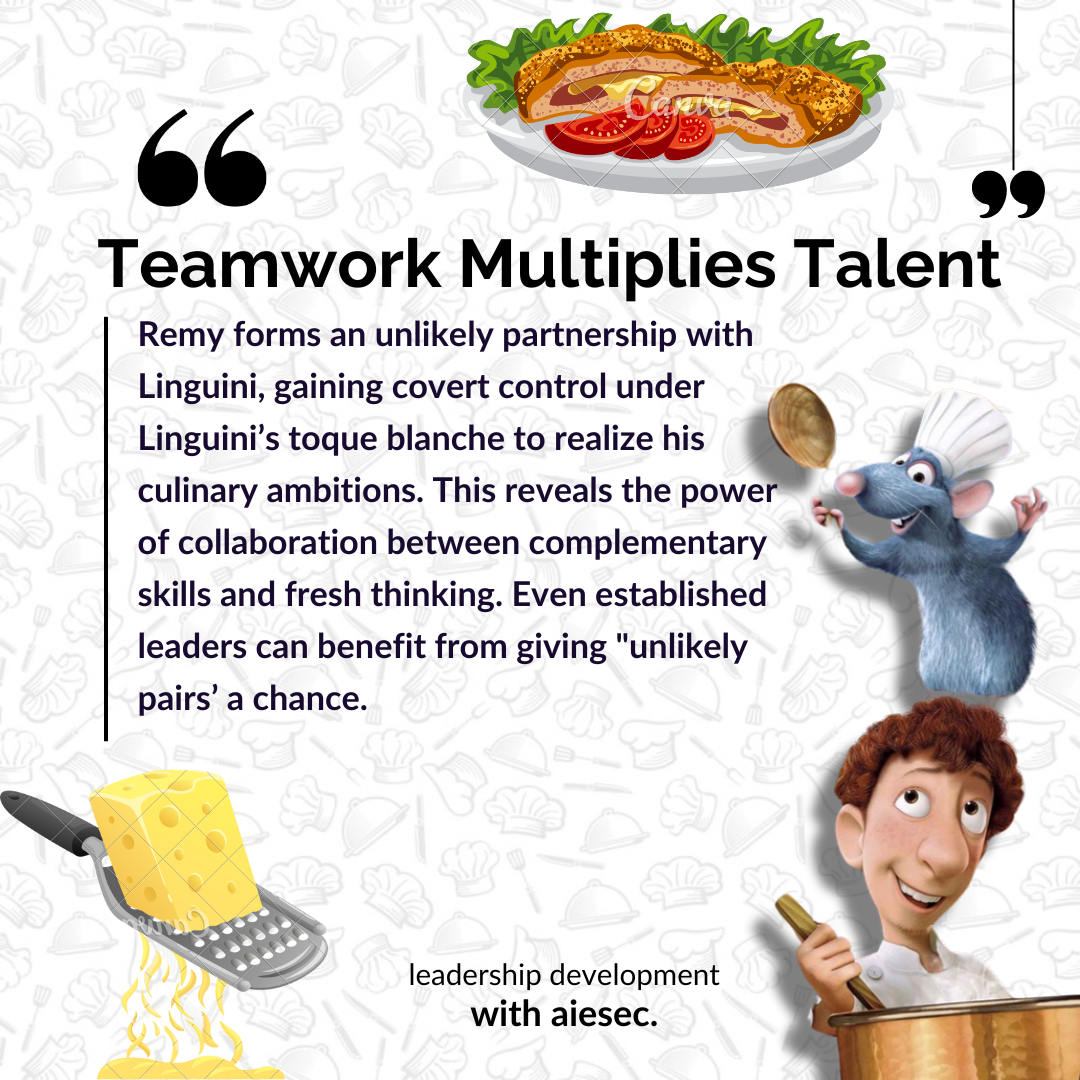 Canva
Teamwork Multiplies Talent
Remy forms an unlikely partnership with
Linguini, gaining covert control under
Linguini’s toque blanche to realize his
culinary ambitions. This reveals the power
of collaboration between complementary
skills and fresh thinking. Even established
leaders can benefit from giving "unlikely
pairs’ a chance.
Canva
leadership development
with aiesec.